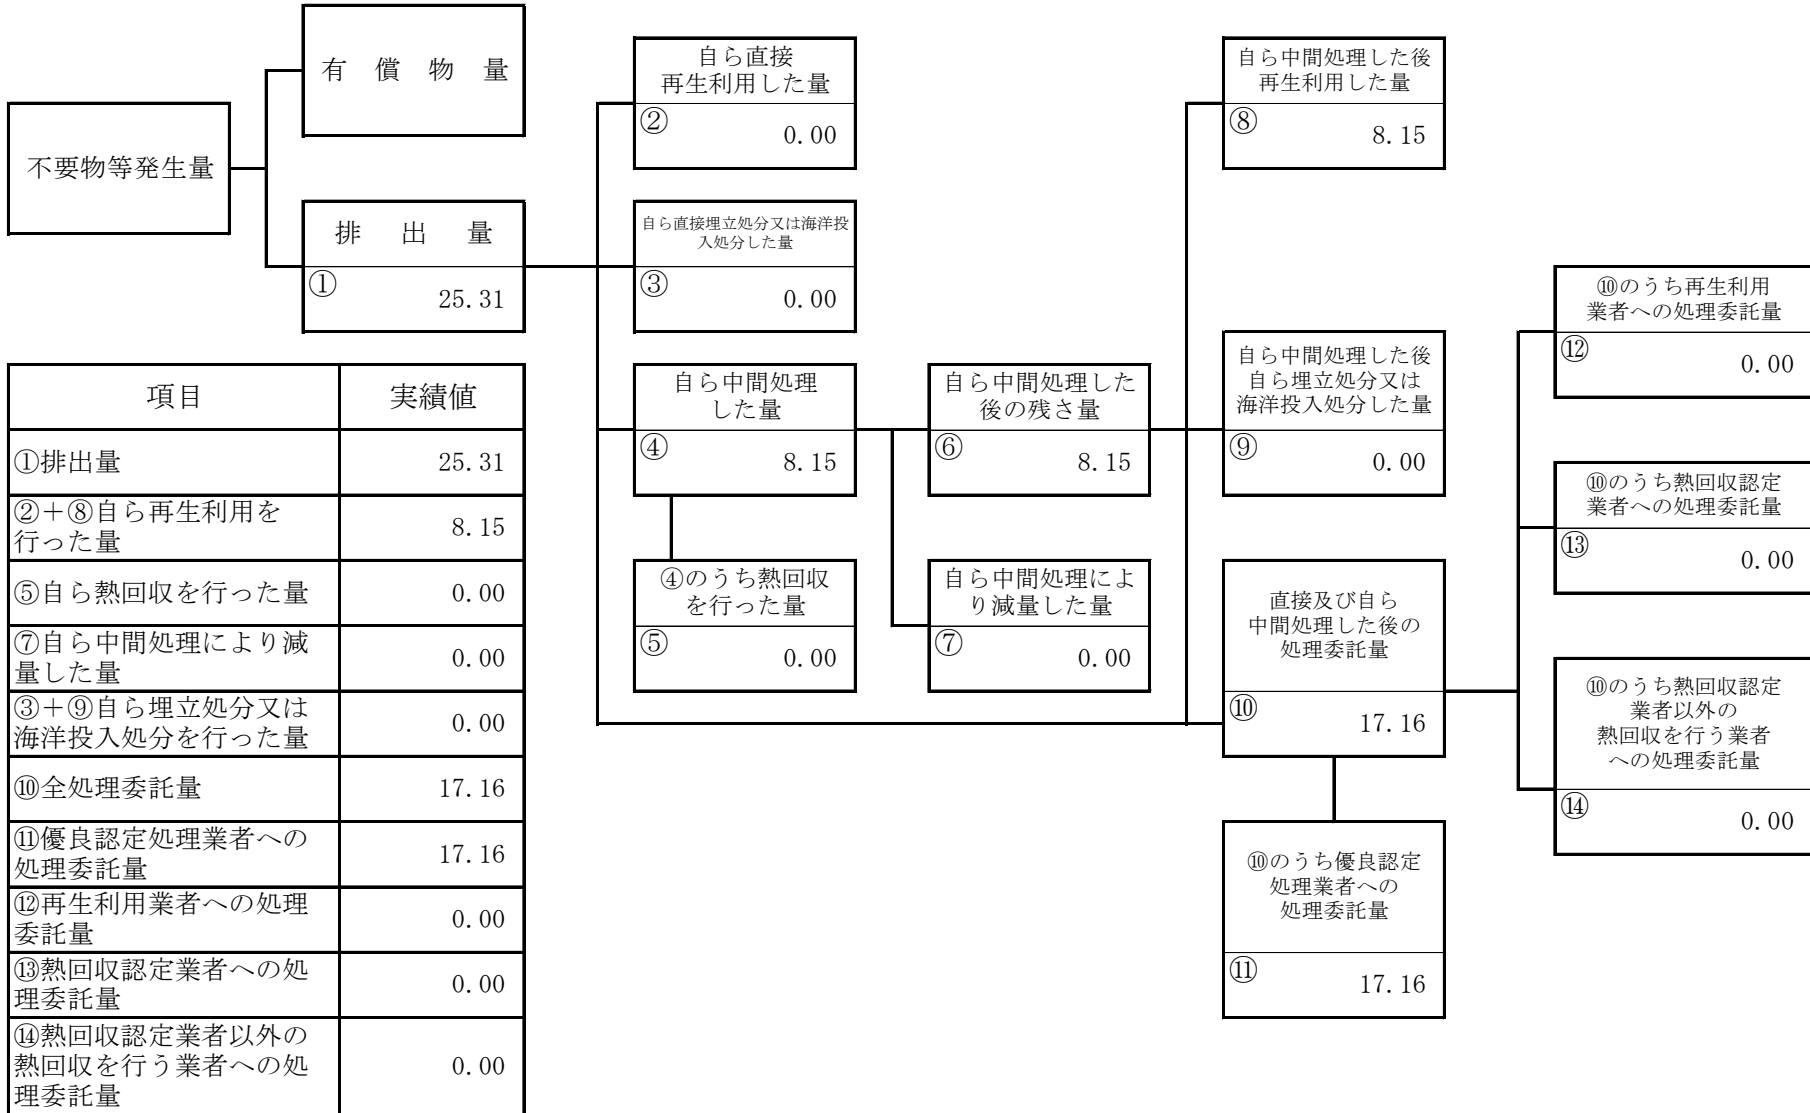 有償物量
不要物等発生量
排出量
①
25.31
自ら直接
再生利用した量
②
0.00
自ら直接埋立処分又は海洋投
入処分した量
③
0.00
自ら中間処理
した量
④
8.15
④のうち熱回収
を行った量
⑤
0.00
自ら中間処理した
後の残さ量
⑥
8.15
自ら中間処理によ
り減量した量
⑦
0.00
自ら中間処理した後
再生利用した量
⑧
8.15
自ら中間処理した後
自ら埋立処分又は
海洋投入処分した量
⑨
0.00
直接及び自ら
中間処理した後の
処理委託量
⑩
17.16
⑩のうち優良認定
処理業者への
処理委託量
⑪
17.16
⑩のうち再生利用
業者への処理委託量
⑫
0.00
⑩のうち熱回収認定
業者への処理委託量
⑬
0.00
⑩のうち熱回収認定
業者以外の
熱回収を行う業者
への処理委託量
⑭
0.00
項目 実績値
①排出量 25.31
②＋⑧自ら再生利用を
行った量 8.15
⑤自ら熱回収を行った量 0.00
⑦自ら中間処理により減
量した量 0.00
③＋⑨自ら埋立処分又は
海洋投入処分を行った量 0.00
⑩全処理委託量 17.16
⑪優良認定処理業者への
処理委託量 17.16
⑫再生利用業者への処理
委託量 0.00
⑬熱回収認定業者への処
理委託量 0.00
⑭熱回収認定業者以外の
熱回収を行う業者への処
理委託量 0.00